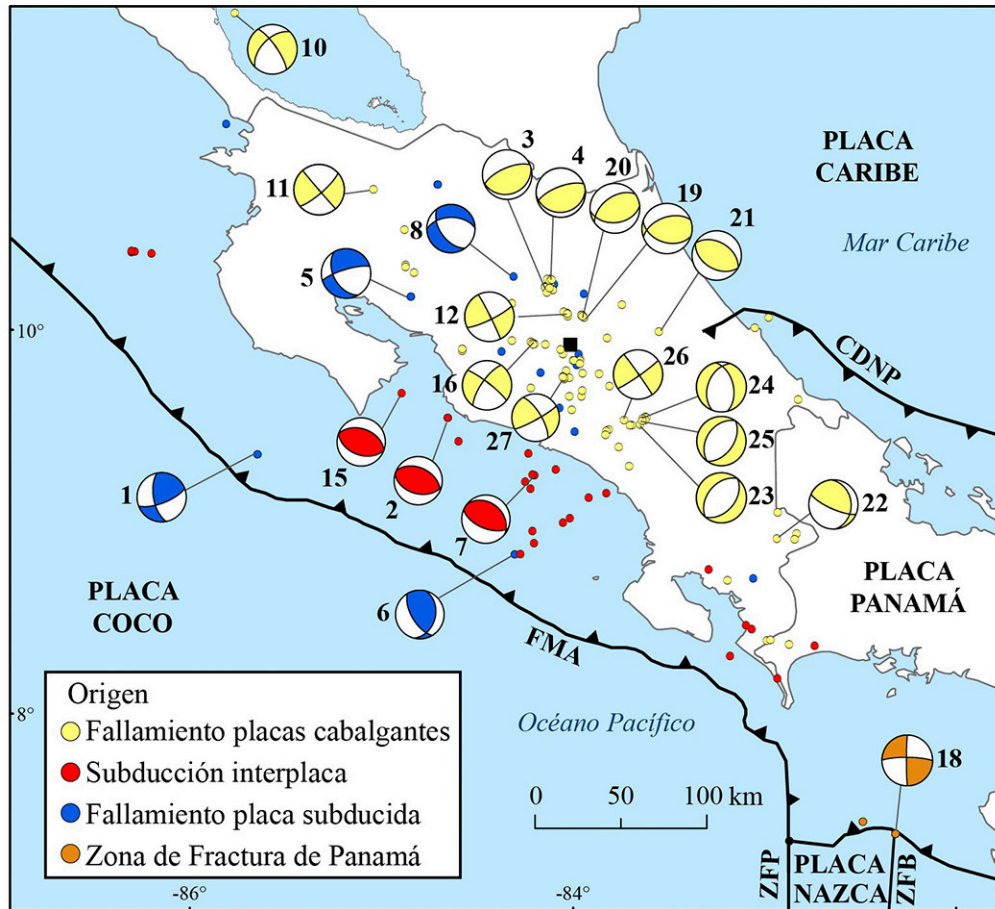 10
3
4
20
19
21
PLACA
CARIBE
Mar Caribe
11
8
5
12
10°
26
24
CDNP
16
27
25
15
2
23
22
1
7
PLACA
COCO
6
FMA
PLACA
PANAMÁ
Origen
Fallamiento placas cabalgantes
Subducción interplaca
Fallamiento placa subducida
Zona de Fractura de Panamá
8°
Océano Pacífico
18
0 50 100 km
ZFP
PLACA
NAZCA
ZFB
-86°
-84°